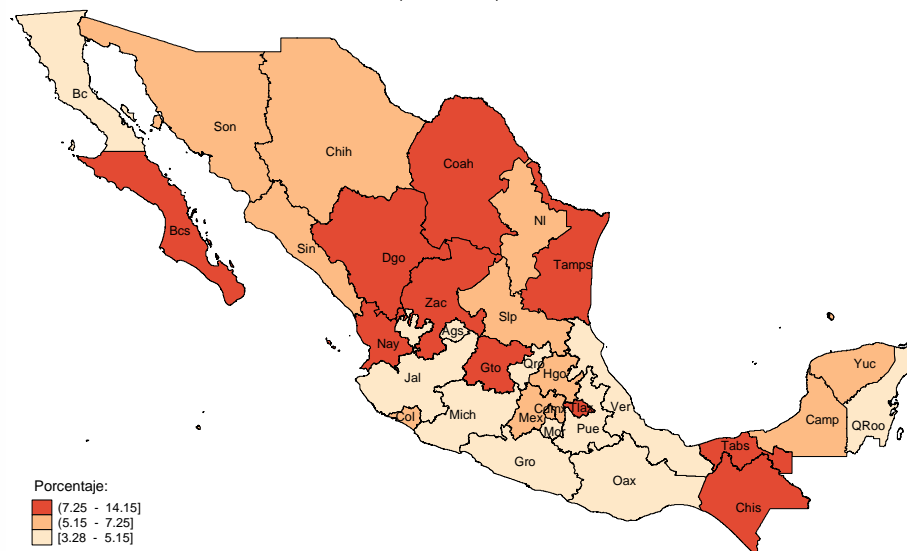 Bc
Son
Chih
Coah
Nl
Bcs
Sin
Dgo
Tamps
Zac
Slp
Nay
Ags
Gto
Qro
Hgo
Yuc
Jal
Col
Mich
Mex
Cdmx
Tlax
Mor
Pue
Ver
Camp
QRoo
Tabs
Gro
Oax
Chis
Porcentaje:
(7.25 - 14.15]
(5.15 - 7.25]
[3.28 - 5.15]